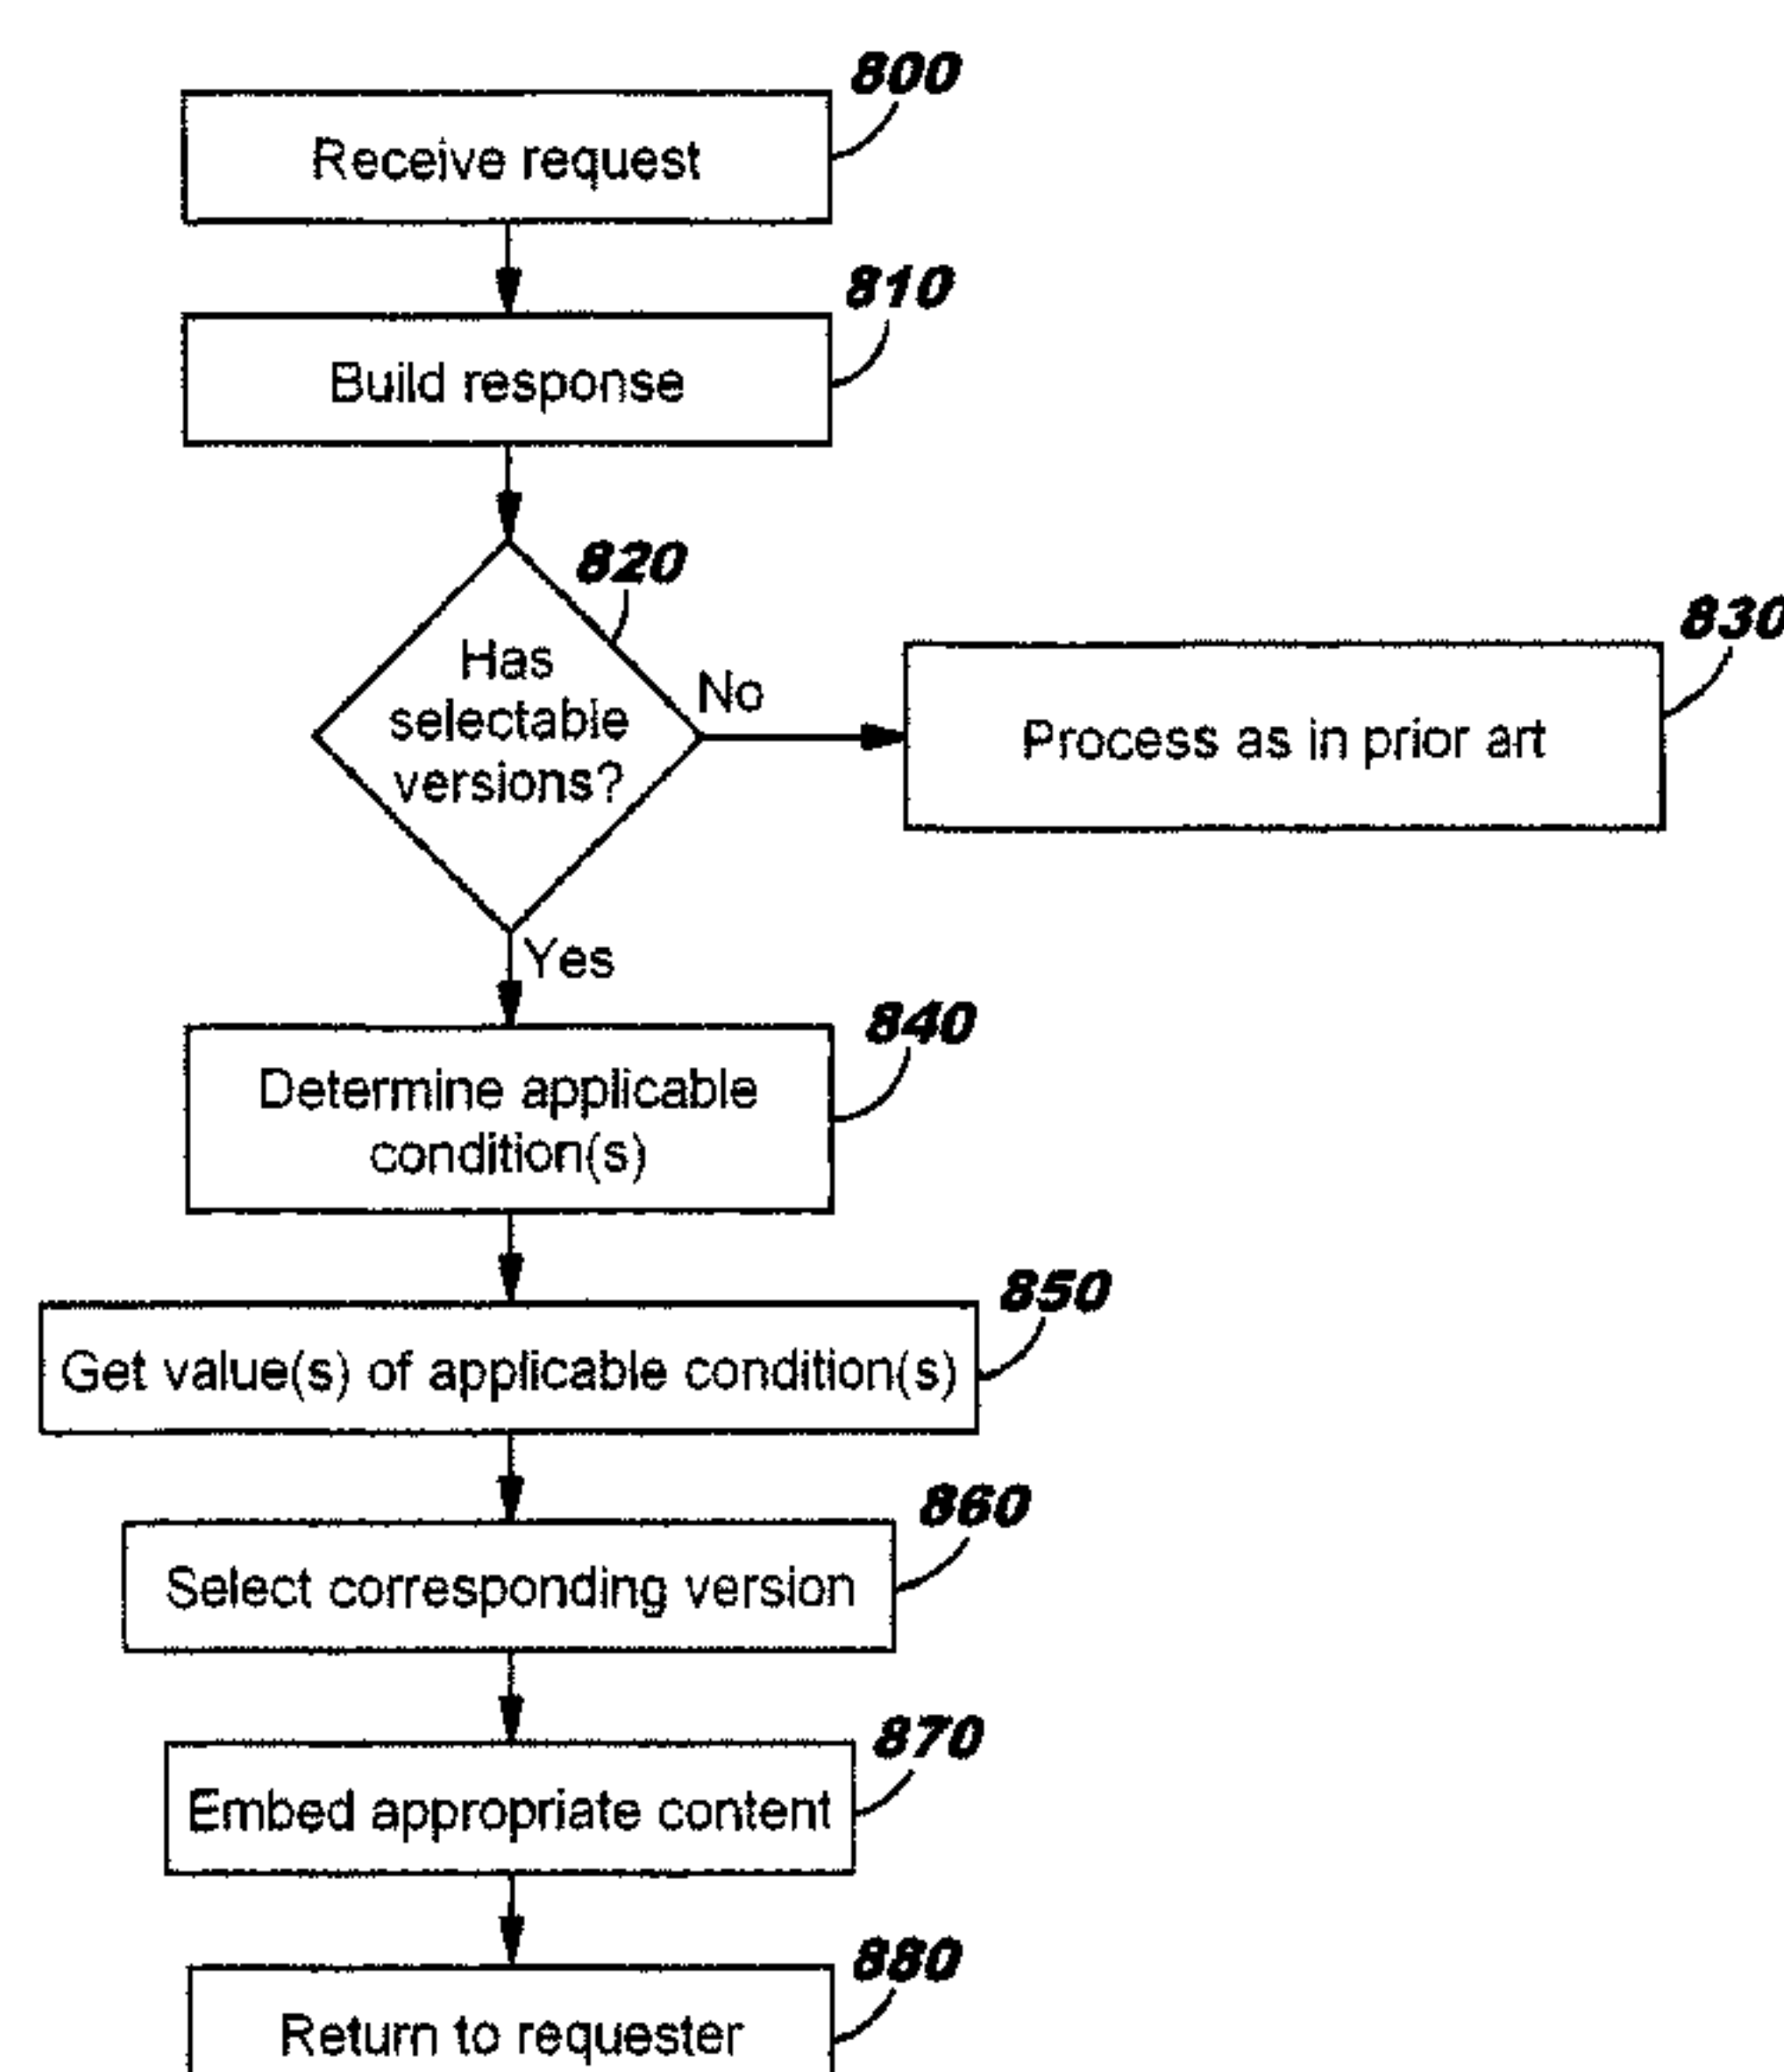 800
Receive request
810
Build response
820
Has
selectable
versions?
No
830
Process as in prior art
Yes
840
Determine applicable
condition(s)
850
Get value(s) of applicable condition(s)
860
Select corresponding version
870
Embed appropriate content
880
Return to requester